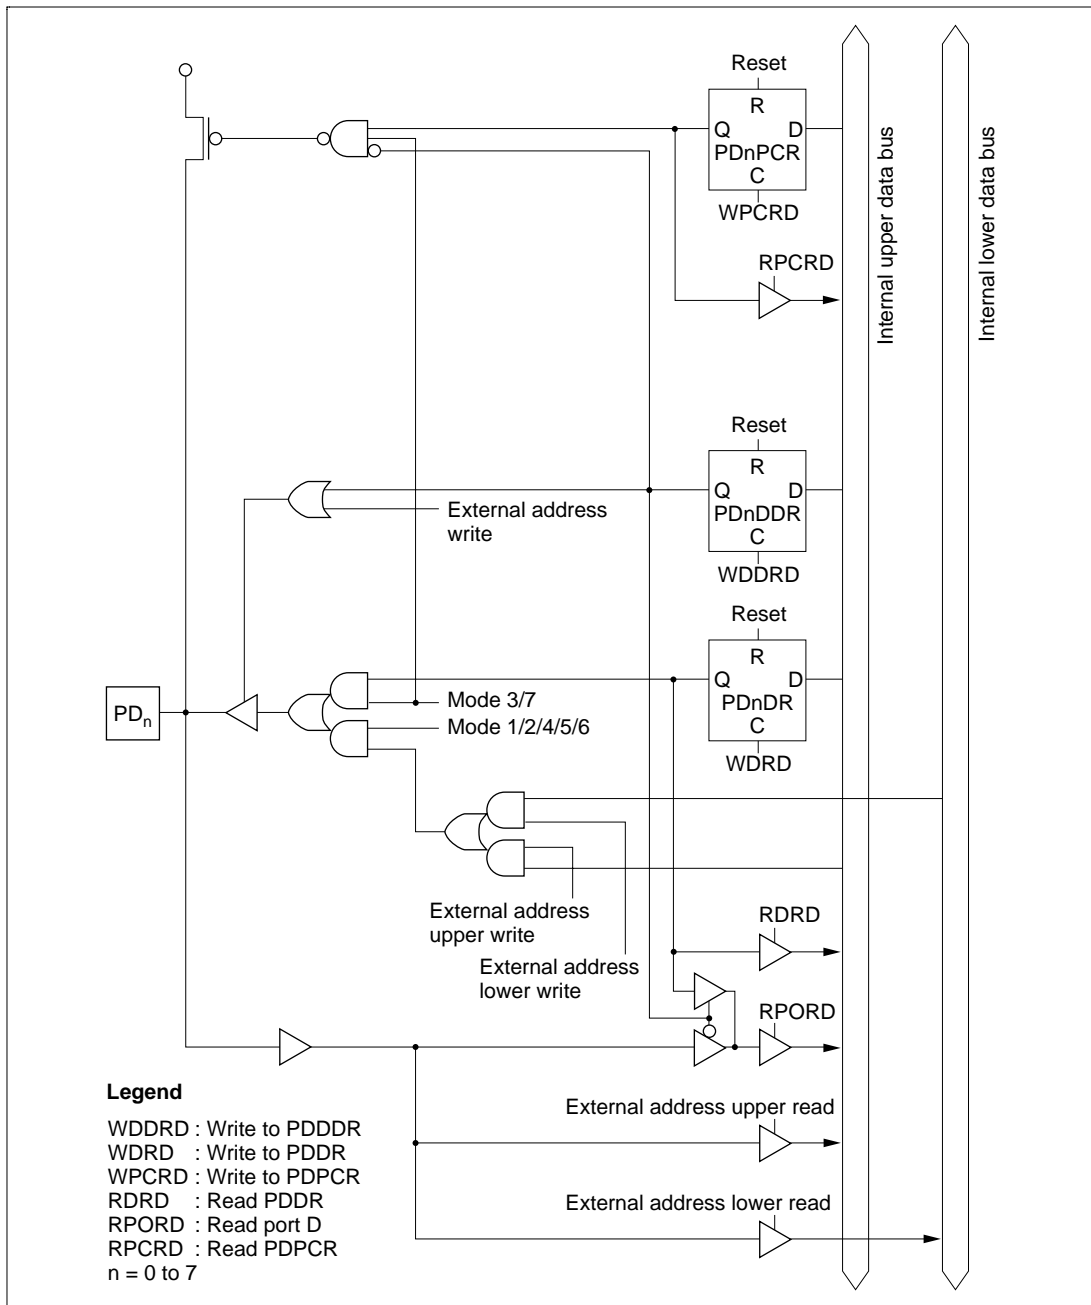 Reset
R
Q D
PDnPCR
C
WPCRD
RPCRD
Internal upper data bus
Internal lower data bus
Reset
R
Q D
PDnDDR
C
WDDRD
External address
write
Reset
R
Q D
PDnDR
C
WDRD
PDn
Mode 3/7
Mode 1/2/4/5/6
External address
upper write
External address
lower write
RDRD
RPORD
External address upper read
External address lower read
Legend
WDDRD : Write to PDDDR
WDRD : Write to PDDR
WPCRD : Write to PDPCR
RDRD : Read PDDR
RPORD : Read port D
RPCRD : Read PDPCR
n = 0 to 7